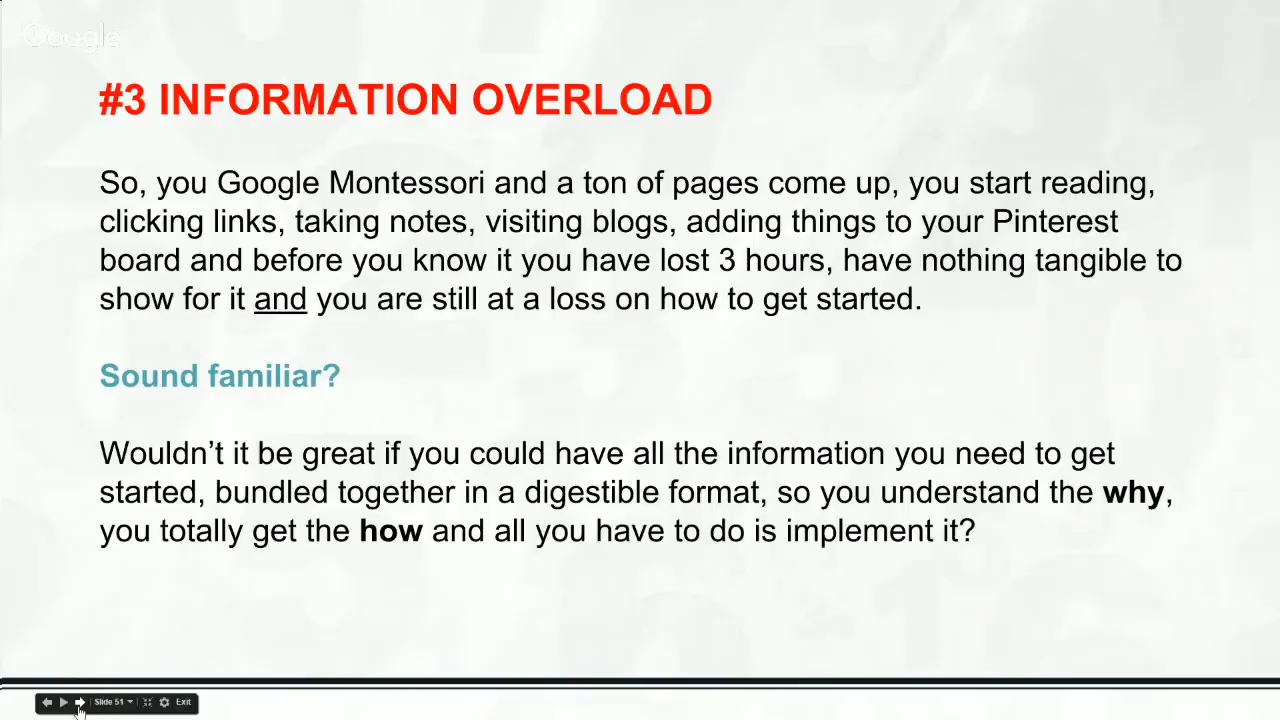 Google
#3 INFORMATION OVERLOAD
So, you Google Montessori and a ton of pages come up, you start reading,
clicking links, taking notes, visiting blogs, adding things to your Pinterest
board and before you know it you have lost 3 hours, have nothing tangible to
show for it and you are still at a loss on how to get started.
Sound familiar?
Wouldn’t it be great if you could have all the information you need to get
started, bundled together in a digestible format, so you understand the why,
you totally get the how and all you have to do is implement it?
Slide 51 Exit